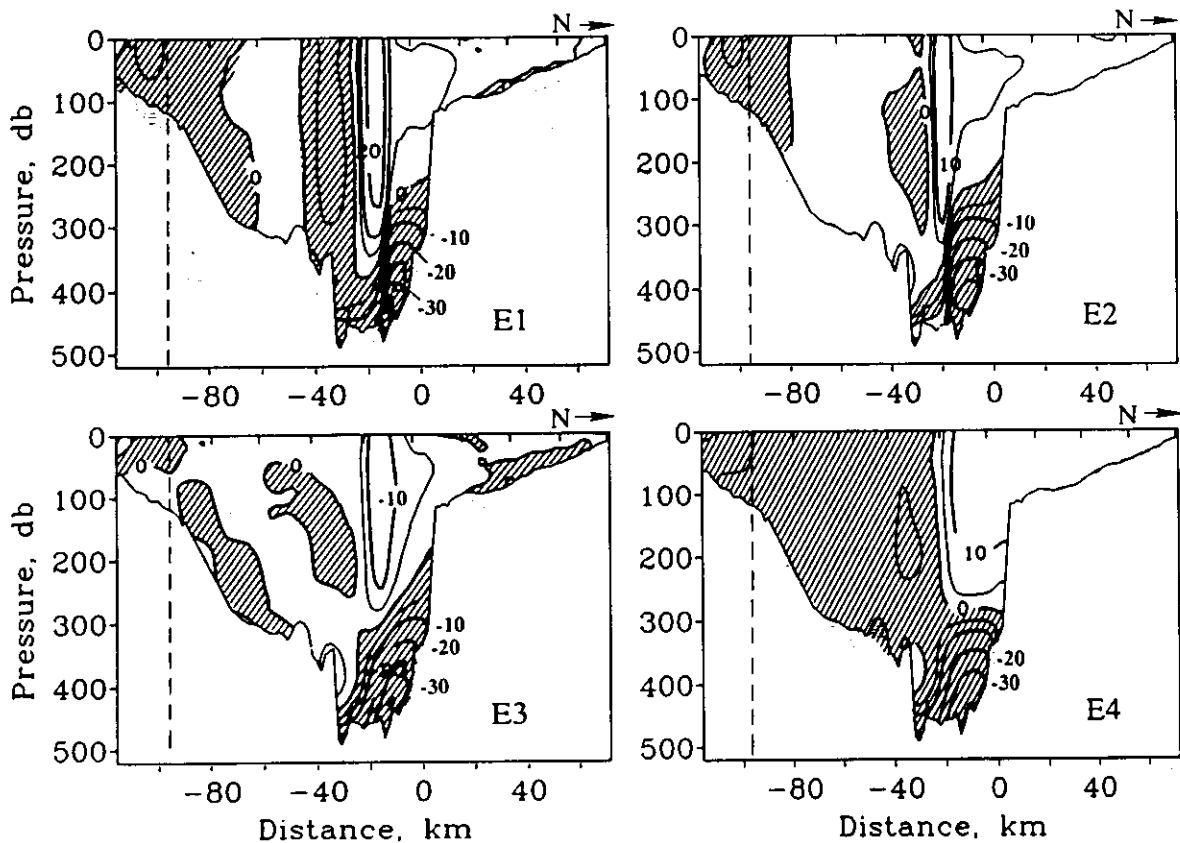 N → N →
0 0
100 100
200 200
300 300
400 400
500 500
Pressure, db
0 20 0 -10 -20 -30
E1
0 10 0 -10 -20 -30
E2
-80 -40 0 40 -80 -40 0 40
N → N →
0 0
100 100
200 200
300 300
400 400
500 500
Pressure, db
0 0 -10 0 -10 -20 -30
E3
10 0 -20 -30
E4
-80 -40 0 40 -80 -40 0 40
Distance, km Distance, km